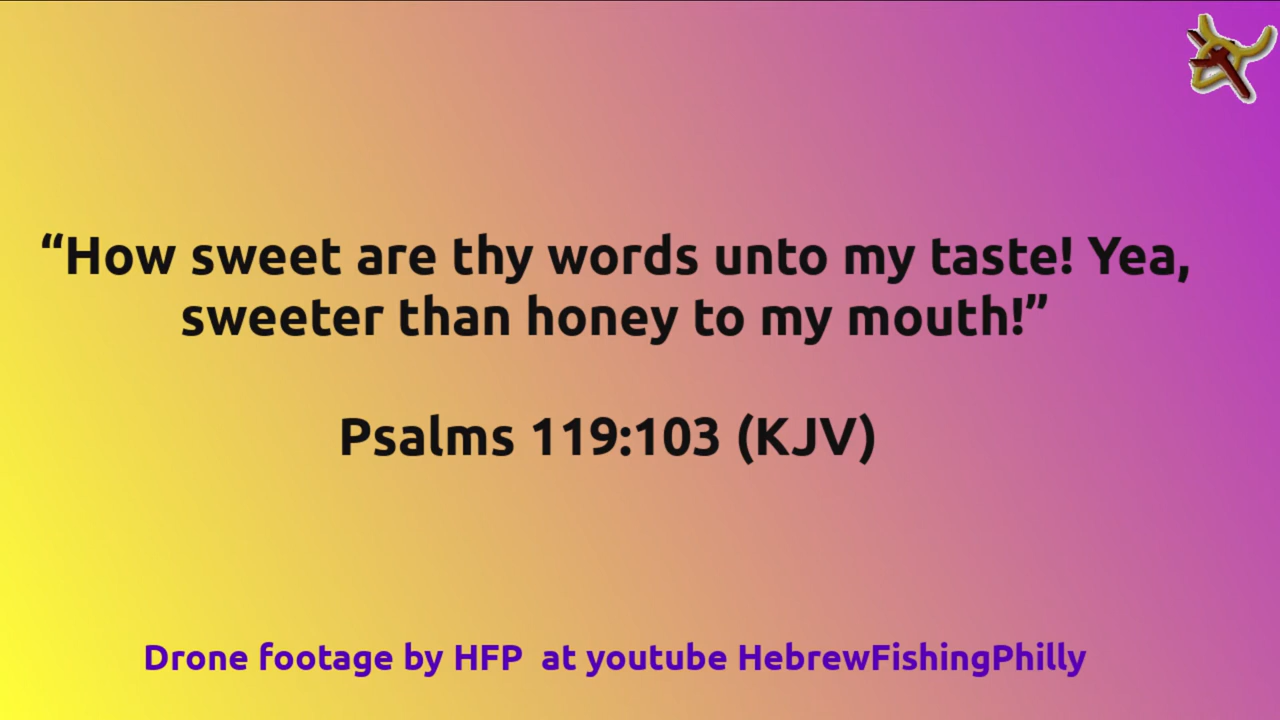 “How sweet are thy words unto my taste! Yea,
sweeter than honey to my mouth!”
Psalms 119:103 (KJV)
Drone footage by HFP at youtube HebrewFishingPhilly